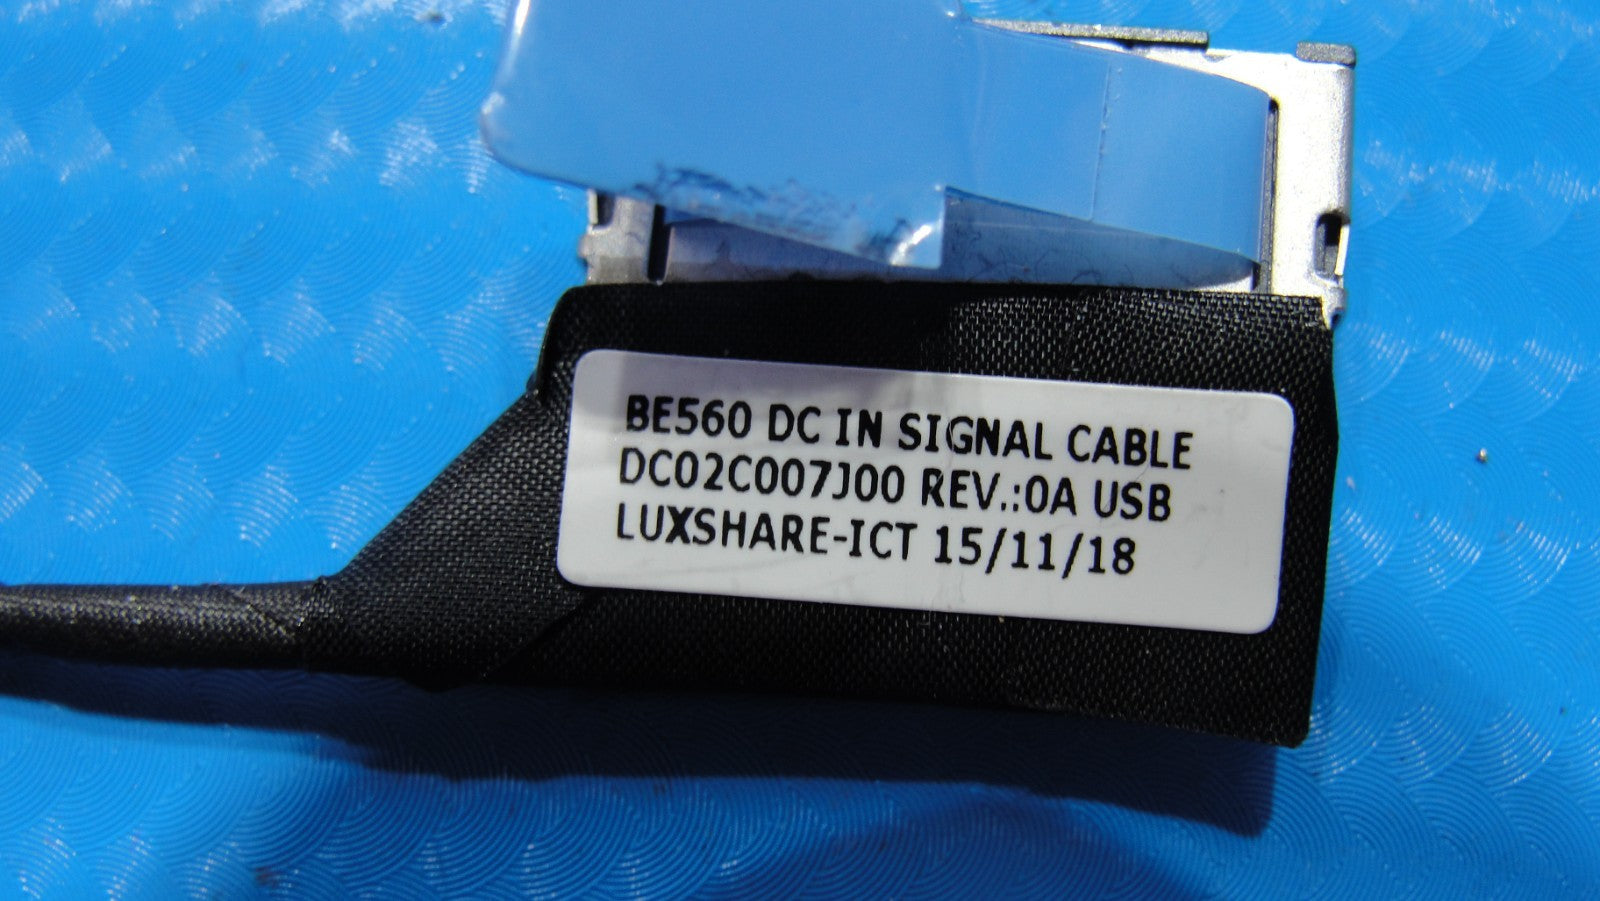 BE560 DC IN SIGNAL CABLE
DC02C007J00 REV.:0A USB
LUXSHARE-ICT 15/11/18